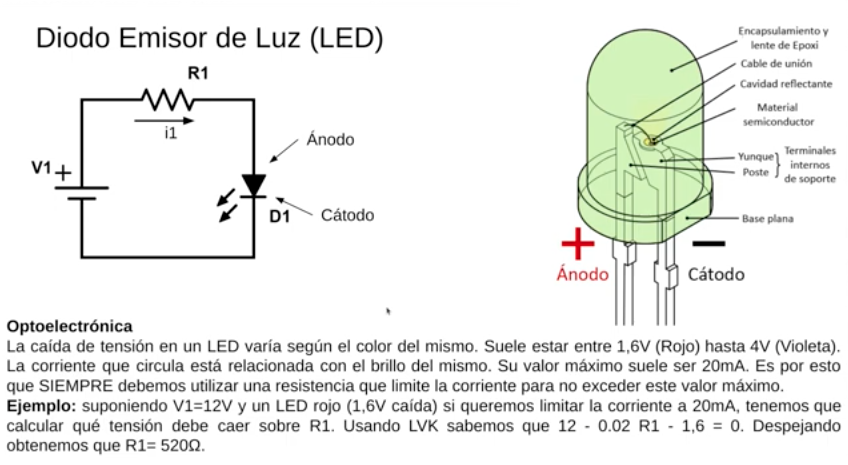 Diodo Emisor de Luz (LED)
R1
i1
V1
+
Ánodo
D1
Cátodo
Encapsulamiento y
lente de Epoxi
Cable de unión
Cavidad reflectante
Material
semiconductor
Yunque
Poste
Terminales
internos
de soporte
Base plana
+
−
Ánodo
Cátodo
Optoelectrónica
La caída de tensión en un LED varía según el color del mismo. Suele estar entre 1,6V (Rojo) hasta 4V (Violeta).
La corriente que circula está relacionada con el brillo del mismo. Su valor máximo suele ser 20mA. Es por esto
que SIEMPRE debemos utilizar una resistencia que limite la corriente para no exceder este valor máximo.
Ejemplo: suponiendo V1=12V y un LED rojo (1,6V caída) si queremos limitar la corriente a 20mA, tenemos que
calcular qué tensión debe caer sobre R1. Usando LVK sabemos que 12 - 0.02 R1 - 1,6 = 0. Despejando
obtenemos que R1= 520Ω.